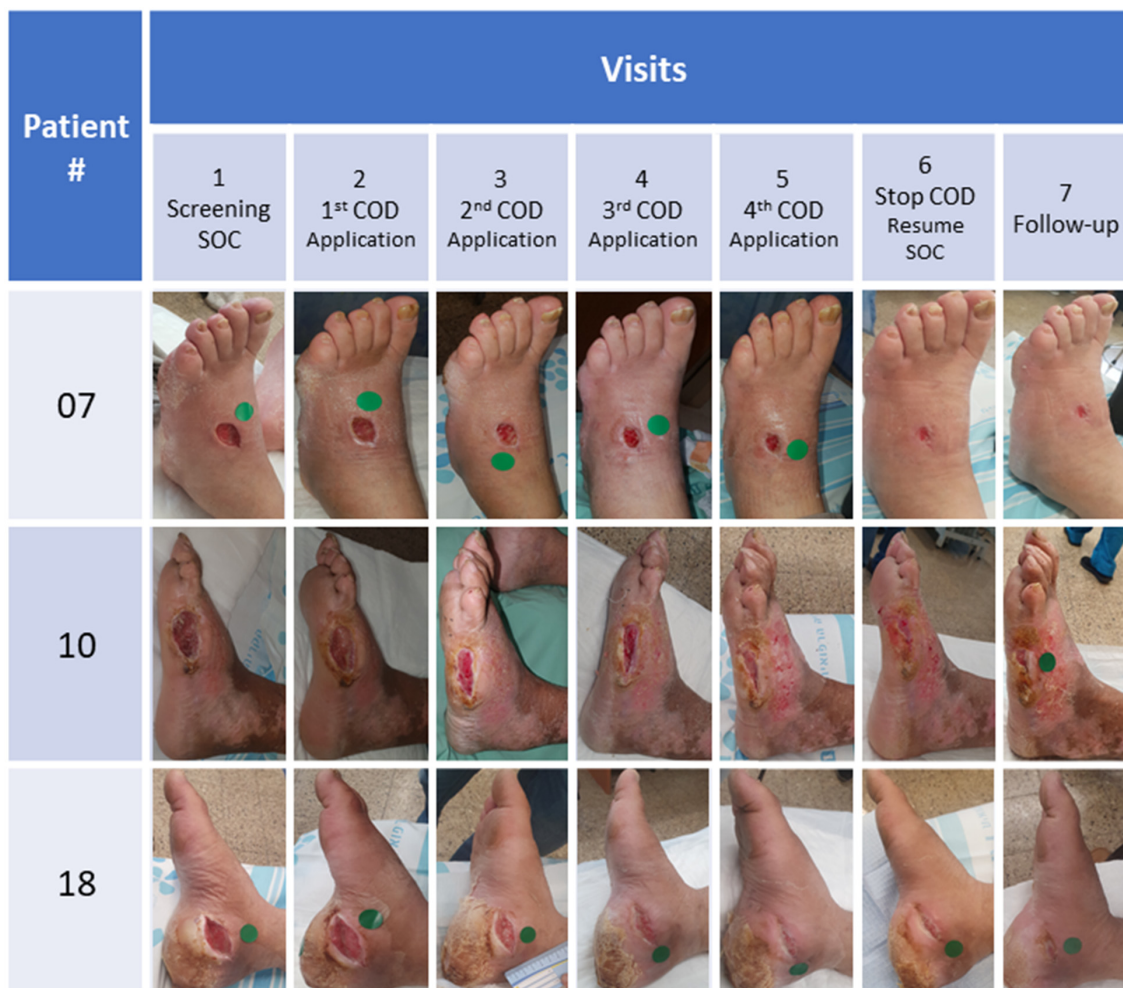 Patient
#
Visits
1
Screening
SOC
2
1st COD
Application
3
2nd COD
Application
4
3rd COD
Application
5
4th COD
Application
6
Stop COD
Resume
SOC
7
Follow-up
07
10
18